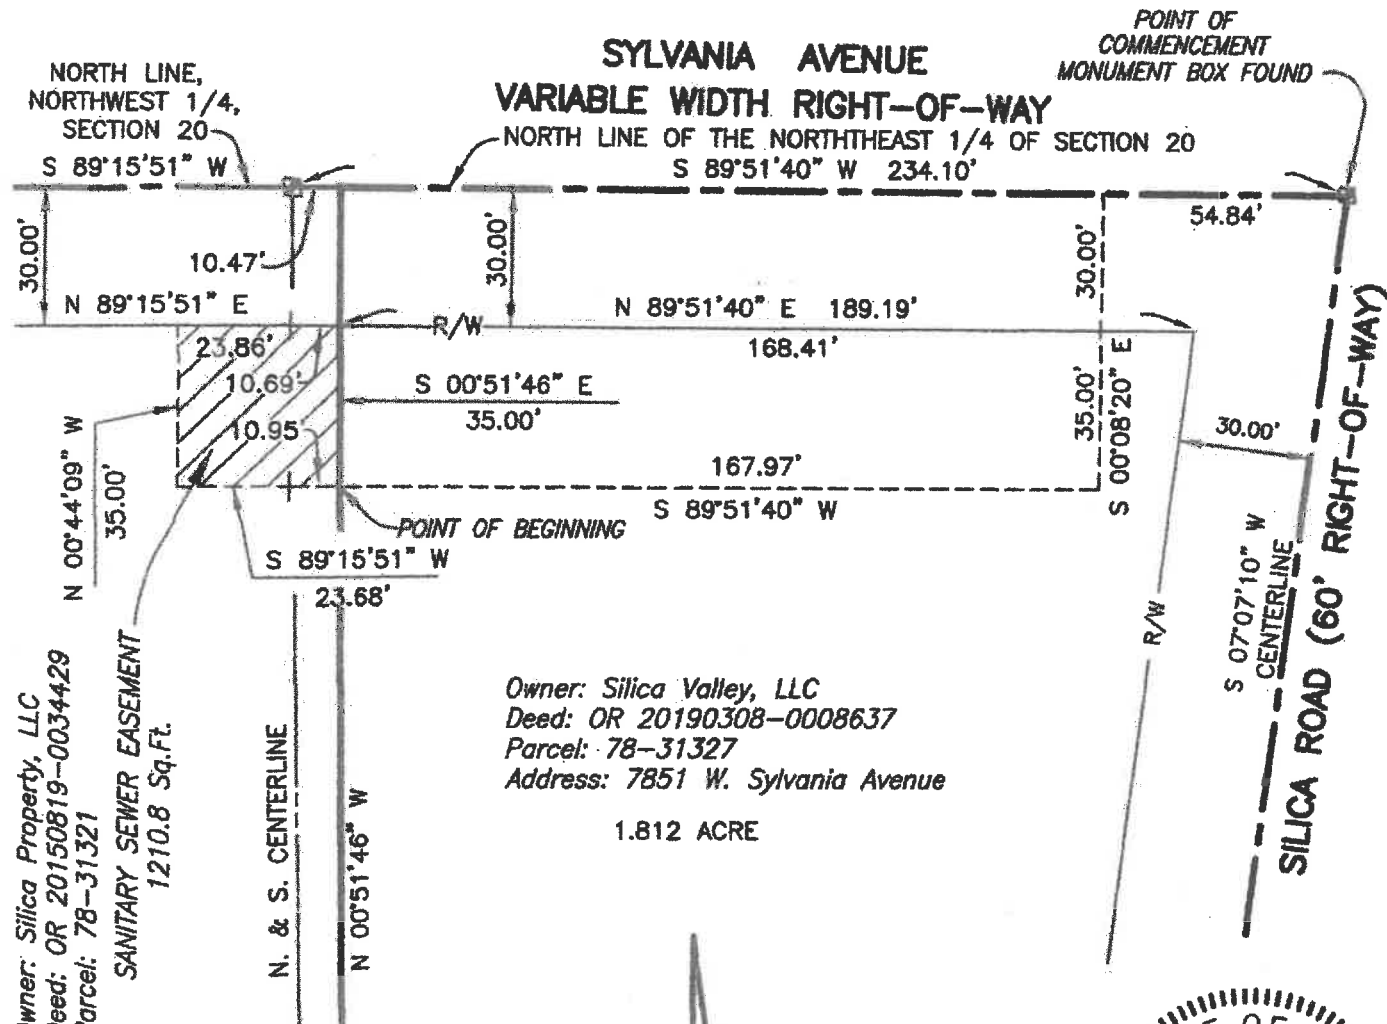 POINT OF
COMMENCEMENT
MONUMENT BOX FOUND
SYLVANIA AVENUE
VARIABLE WIDTH RIGHT-OF-WAY
NORTH LINE,
NORTHWEST 1/4,
SECTION 20
NORTH LINE OF THE NORTHTHEAST 1/4 OF SECTION 20
S 89°15'51" W
S 89°51'40" W 234.10'
54.84'
30.00'
10.47'
30.00'
30.00'
N 89°15'51" E
R/W
N 89°51'40" E 189.19'
168.41'
23.86'
10.69'
10.95'
S 00°51'46" E
35.00'
35.00'
S 00°08'20" E
30.00'
167.97'
S 89°51'40" W
POINT OF BEGINNING
N 00°44'09" W
35.00'
S 89°15'51" W
23.68'
R/W
S 07°07'10" W
CENTERLINE
SILICA ROAD (60' RIGHT-OF-WAY)
Owner: Silica Valley, LLC
Deed: OR 20190308-0008637
Parcel: 78-31327
Address: 7851 W. Sylvania Avenue
1.812 ACRE
wner: Silica Property, LLC
eed: OR 20150819-0034429
arcel: 78-31321
SANITARY SEWER EASEMENT
1210.8 Sq.Ft.
N. & S. CENTERLINE
N 00°51'46" W
OF